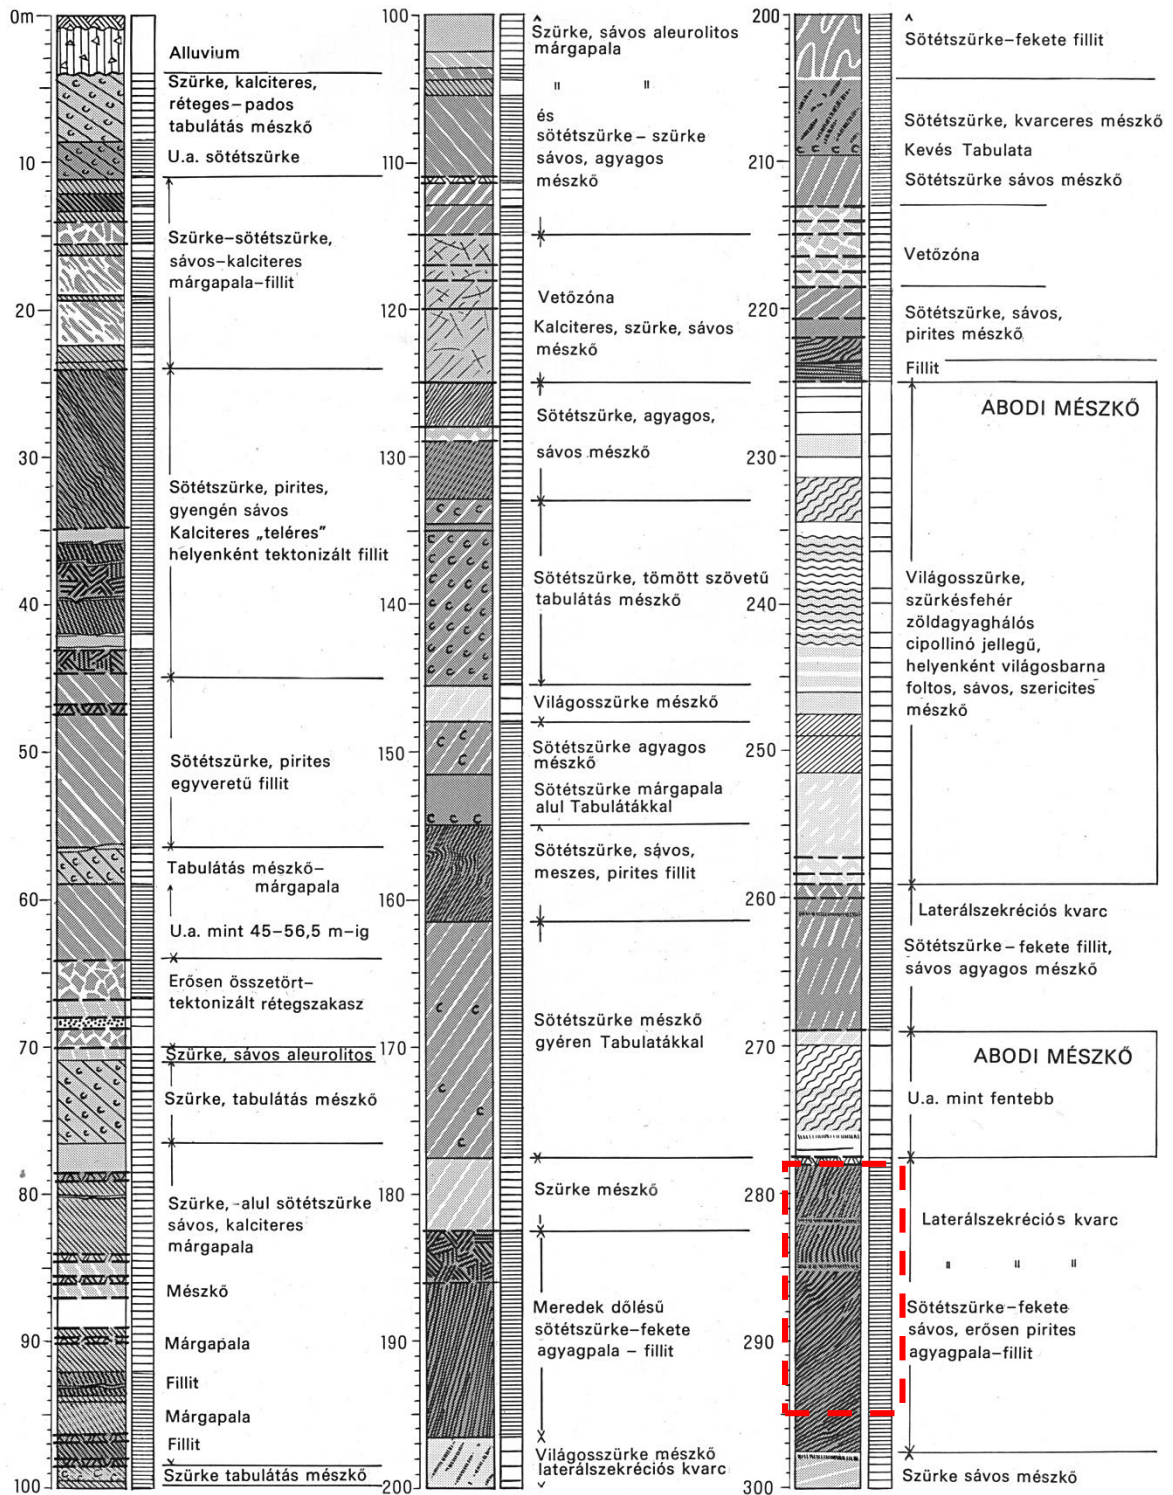 0m
10
20
30
40
50
60
70
80
90
100
Alluvium
Szürke, kalciteres,
réteges-pados
tabulátás mészkő
U.a. sötétszürke
Szürke-sötétszürke,
sávos-kalciteres
márgapala-fillit
Sötétszürke, pirites,
gyengén sávos
Kalciteres „teléres”
helyenként tektonizált fillit
Sötétszürke, pirites
egyveretű fillit
Tabulátás mészkő-
márgapala
U.a. mint 45-56,5 m-ig
Erősen összetört-
tektonizált rétegszakasz
Szürke, sávos aleurolitos
Szürke, tabulátás mészkő
Szürke,-alul sötétszürke
sávos, kalciteres
márgapala
Mészkő
Márgapala
Fillit
Márgapala
Fillit
Szürke tabulátás mészkő
100
110
120
130
140
150
160
170
180
190
200
Szürke, sávos aleurolitos
márgapala
" "
és
sötétszürke-szürke
sávos, agyagos
mészkő
Vetőzóna
Kalciteres, szürke, sávos
mészkő
Sötétszürke, agyagos,
sávos mészkő
Sötétszürke, tömött szövetű
tabulátás mészkő
Világosszürke mészkő
Sötétszürke agyagos
mészkő
Sötétszürke márgapala
alul Tabulátákkal
Sötétszürke, sávos,
meszes, pirites fillit
Sötétszürke mészkő
gyéren Tabulatákkal
Szürke mészkő
Meredek dőlésű
sötétszürke-fekete
agyagpala - fillit
Világosszürke mészkő
laterálszekréciós kvarc
200
210
220
230
240
250
260
270
280
290
300
Sötétszürke-fekete fillit
Sötétszürke, kvarceres mészkő
Kevés Tabulata
Sötétszürke sávos mészkő
Vetőzóna
Sötétszürke, sávos,
pirites mészkő
Fillit
ABODI MÉSZKŐ
Világosszürke,
szürkésfehér
zöldagyaghálós
cipollinó jellegű,
helyenként világosbarna
foltos, sávos, szericites
mészkő
Laterálszekréciós kvarc
Sötétszürke-fekete fillit,
sávos agyagos mészkő
ABODI MÉSZKŐ
U.a. mint fentebb
Laterálszekréciós kvarc
" " "
Sötétszürke-fekete
sávos, erősen pirites
agyagpala-fillit
Szürke sávos mészkő